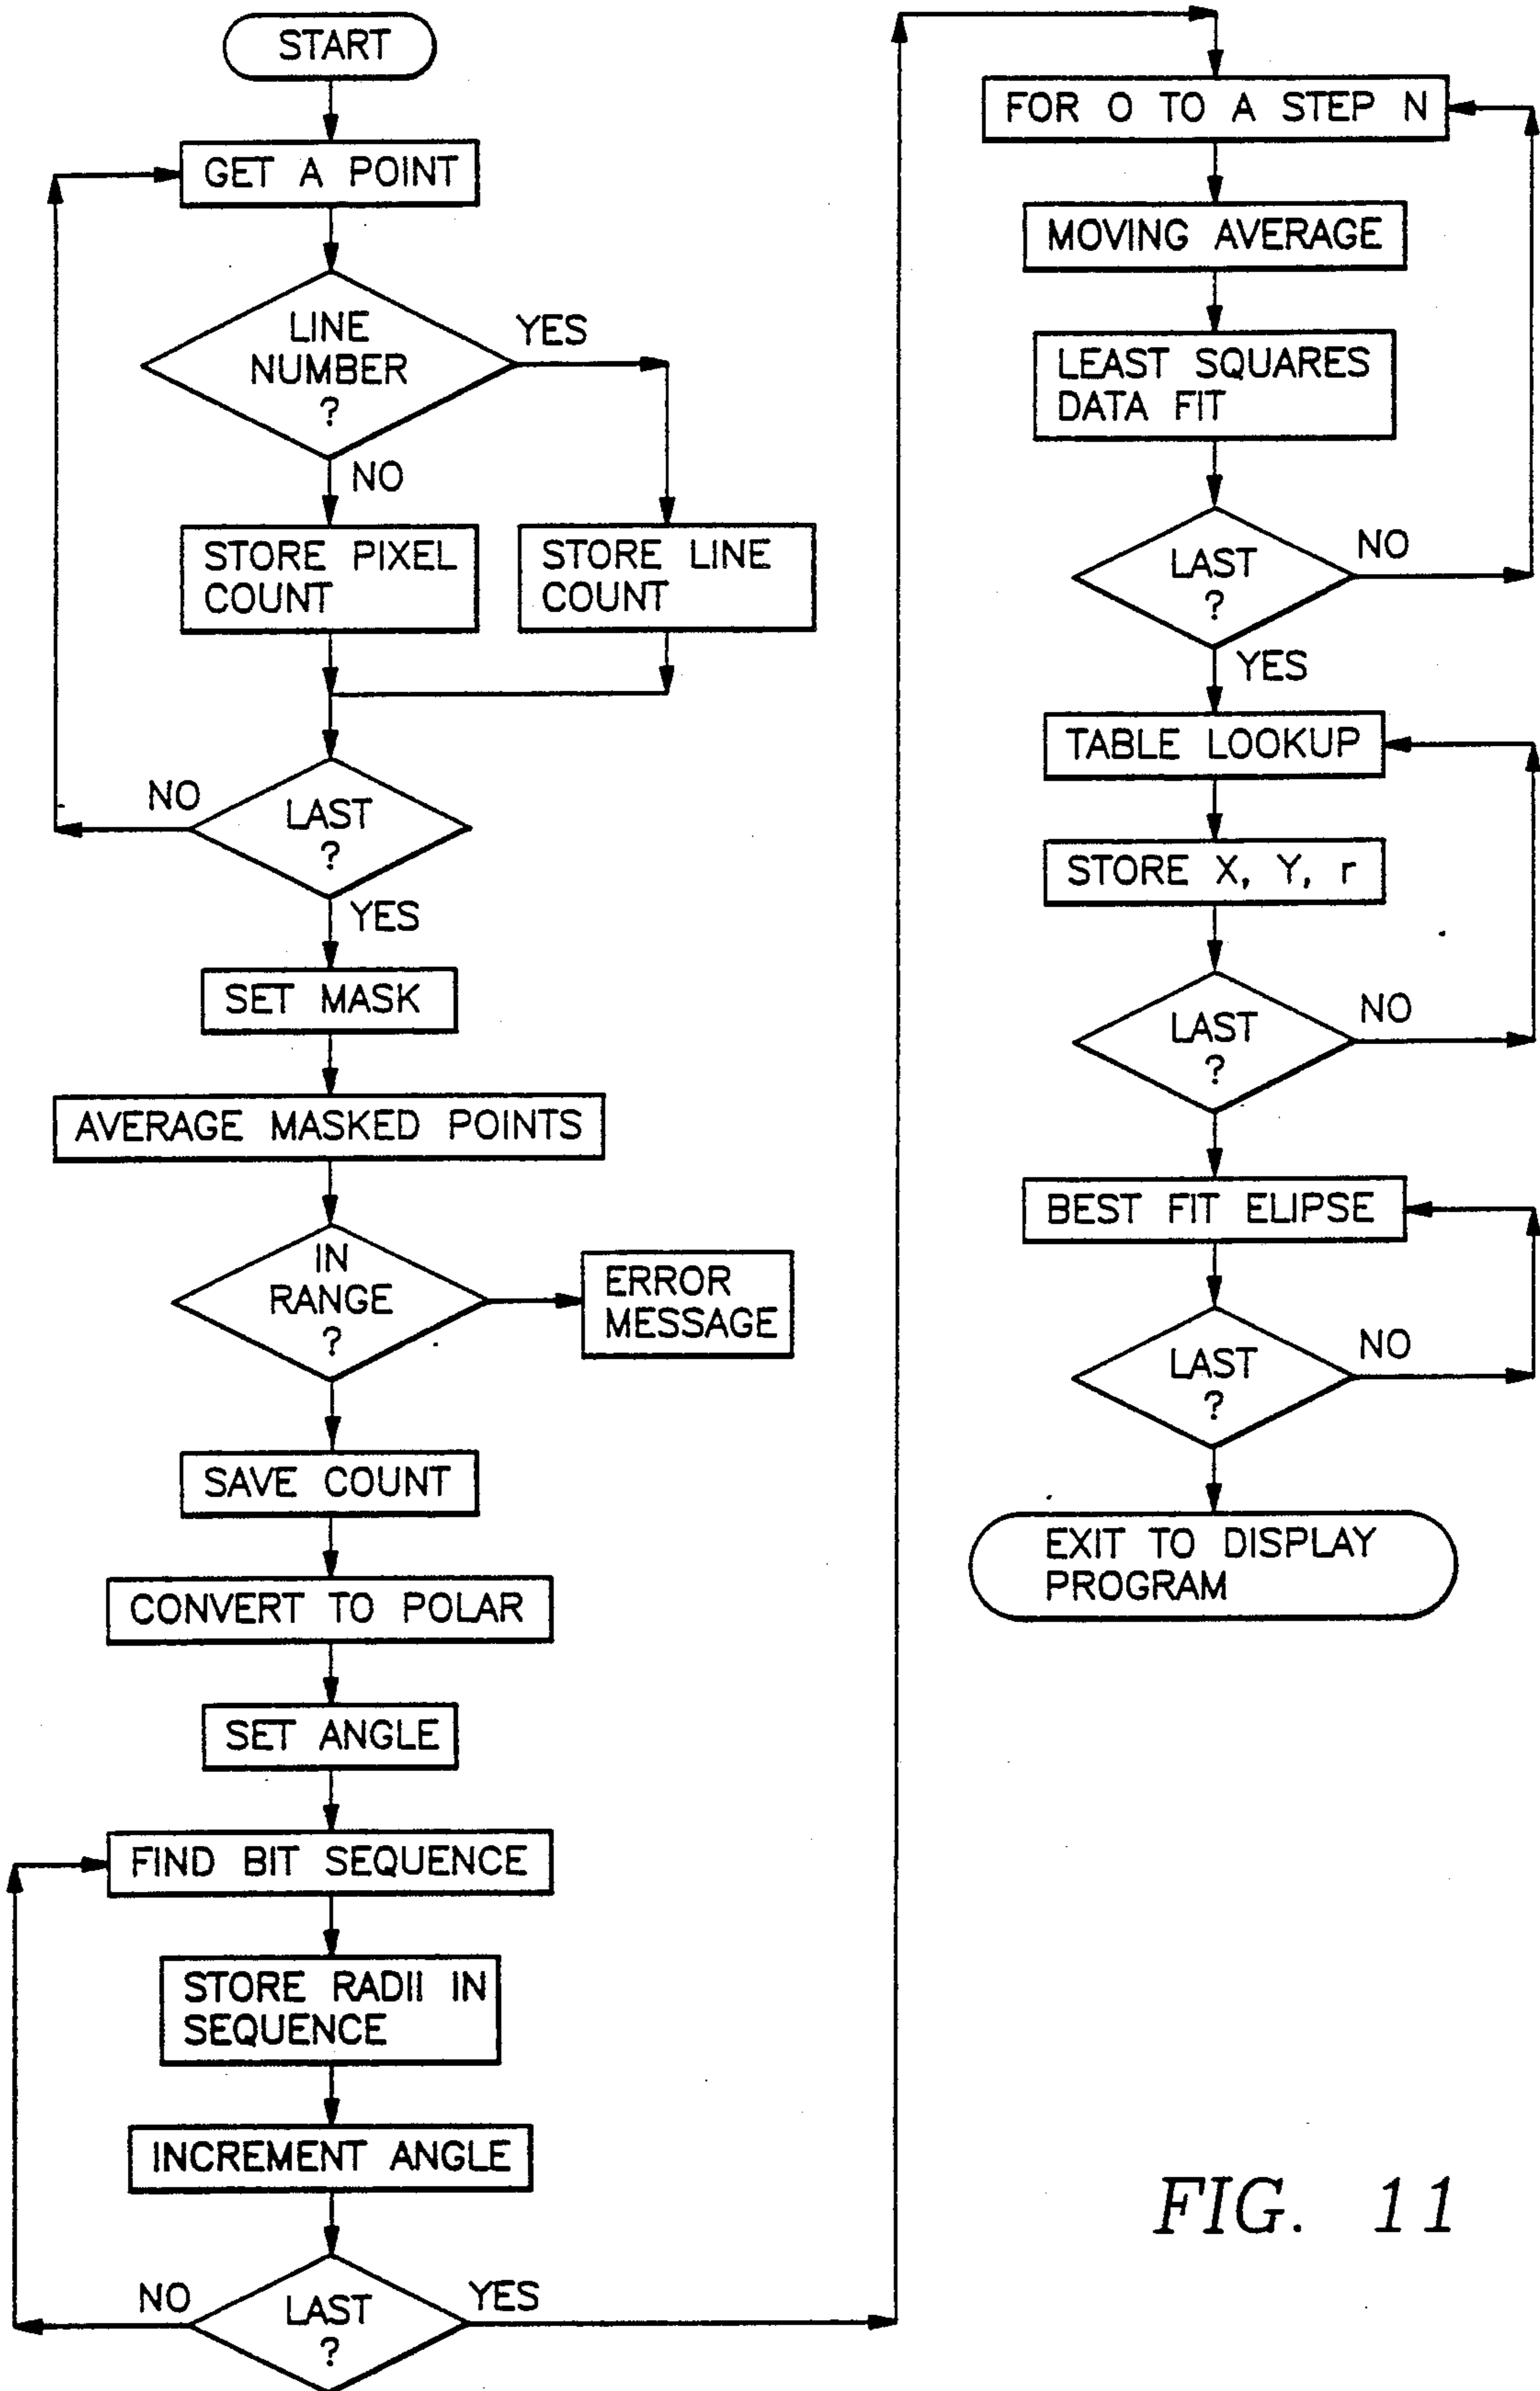 START
GET A POINT
LINE
NUMBER
?
YES
NO
STORE PIXEL
COUNT
STORE LINE
COUNT
NO
LAST
?
YES
SET MASK
AVERAGE MASKED POINTS
IN
RANGE
?
ERROR
MESSAGE
SAVE COUNT
CONVERT TO POLAR
SET ANGLE
FIND BIT SEQUENCE
STORE RADII IN
SEQUENCE
INCREMENT ANGLE
NO
LAST
?
YES
FOR O TO A STEP N
MOVING AVERAGE
LEAST SQUARES
DATA FIT
LAST
?
NO
YES
TABLE LOOKUP
STORE X, Y, r
LAST
?
NO
BEST FIT ELIPSE
LAST
?
NO
EXIT TO DISPLAY
PROGRAM
FIG. 11